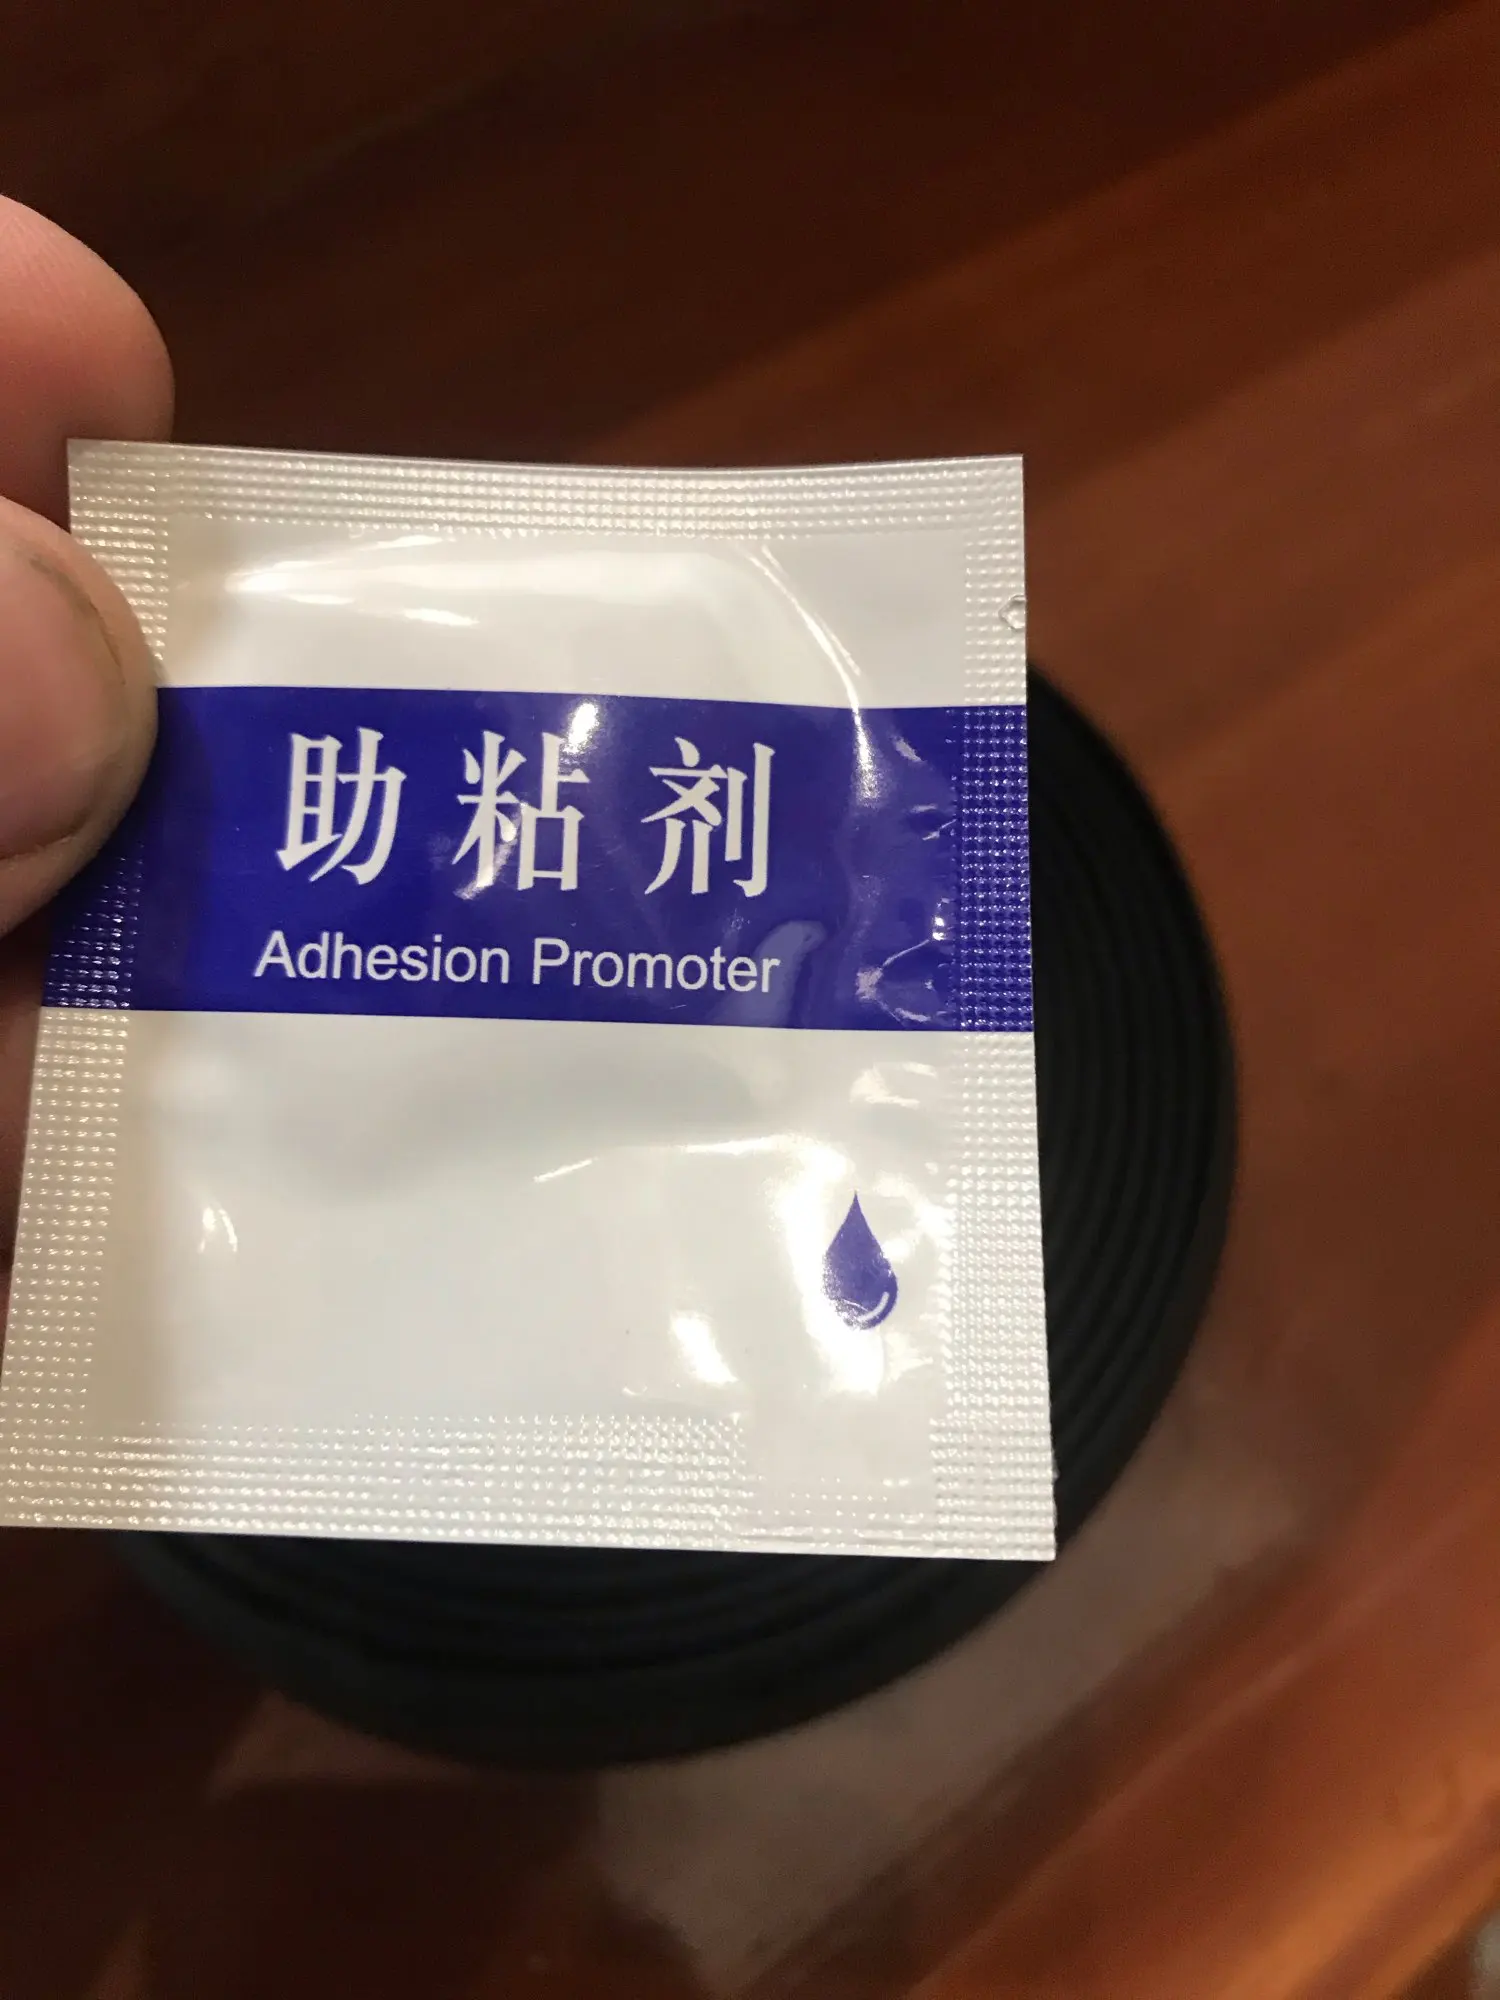 助粘剂
Adhesion Promoter